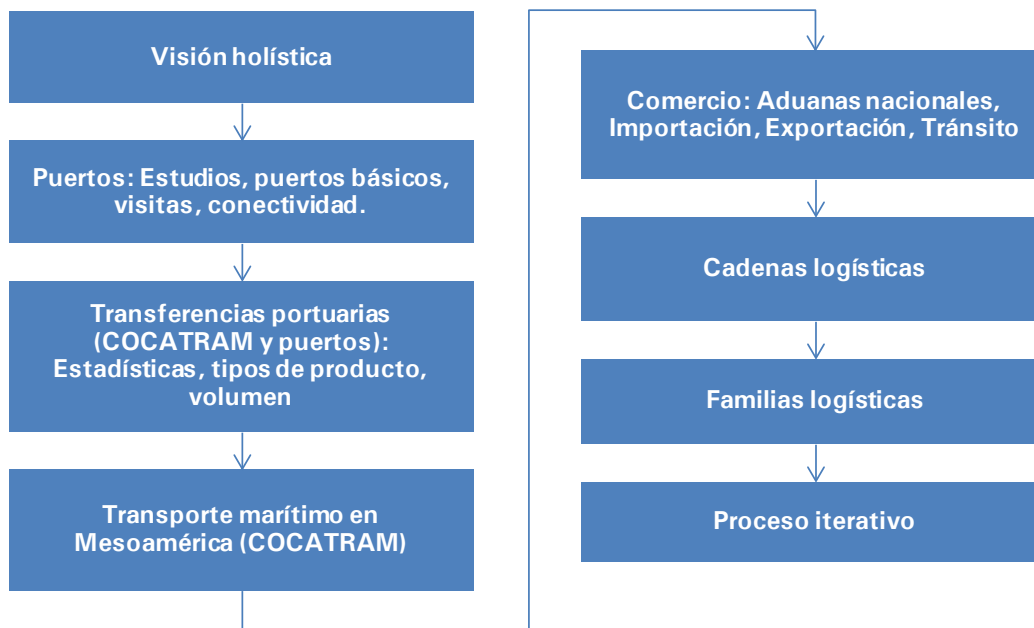 Visión holística
Puertos: Estudios, puertos básicos,
visitas, conectividad.
Transferencias portuarias
(COCATRAM y puertos):
Estadísticas, tipos de producto,
volumen
Transporte marítimo en
Mesoamérica (COCATRAM)
Comercio: Aduanas nacionales,
Importación, Exportación, Tránsito
Cadenas logísticas
Familias logísticas
Proceso iterativo